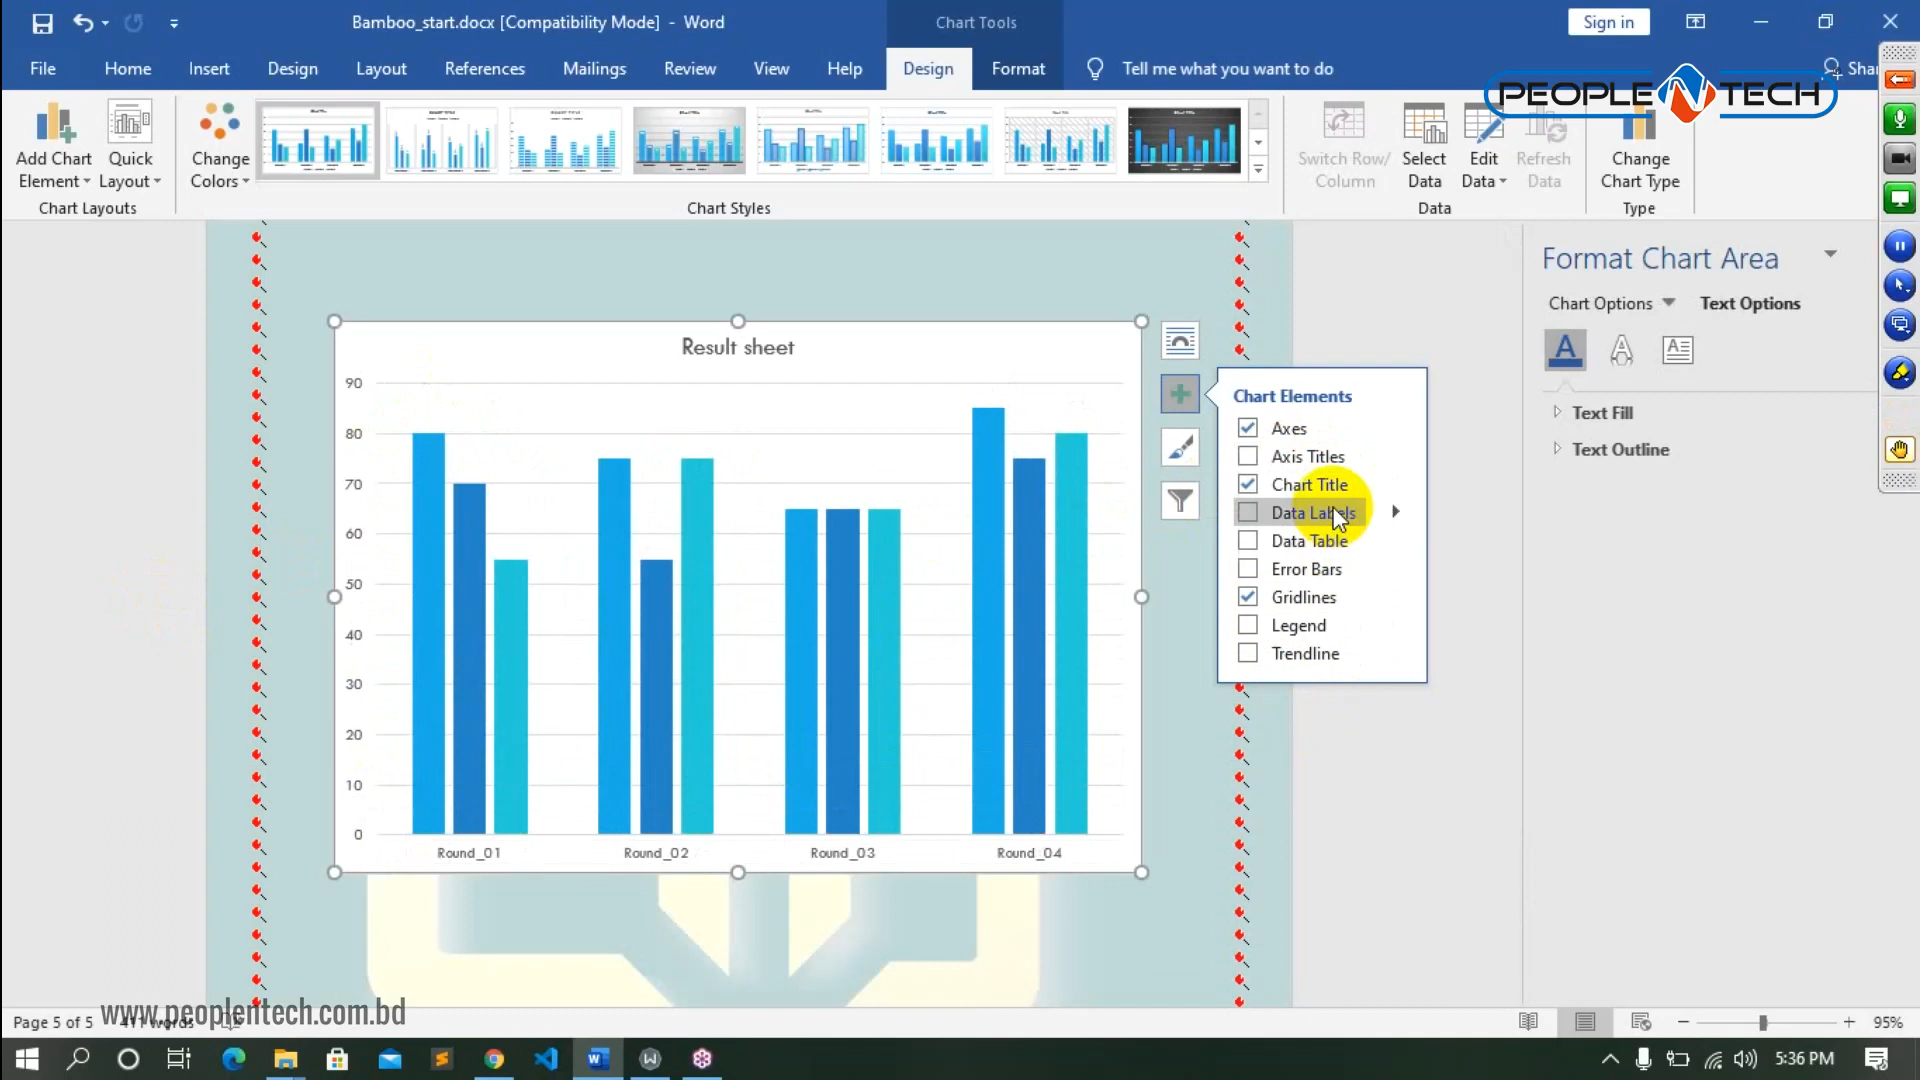 Bamboo_start.docx [Compatibility Mode] - Word
Chart Tools
Sign in
File
Home
Insert
Design
Layout
References
Mailings
Review
View
Help
Design
Format
Tell me what you want to do
Shar
PEOPLE N TECH
Add Chart Element
Quick Layout
Chart Layouts
Change Colors
Chart Styles
Switch Row/ Column
Select Data
Edit Data
Refresh Data
Data
Change Chart Type
Type
Format Chart Area
Chart Options
Text Options
Text Fill
Text Outline
Result sheet
90
80
70
60
50
40
30
20
10
0
Round_01
Round_02
Round_03
Round_04
Chart Elements
Axes
Axis Titles
Chart Title
Data Labels
Data Table
Error Bars
Gridlines
Legend
Trendline
www.peoplentech.com.bd
Page 5 of 5
411 words
95%
5:36 PM